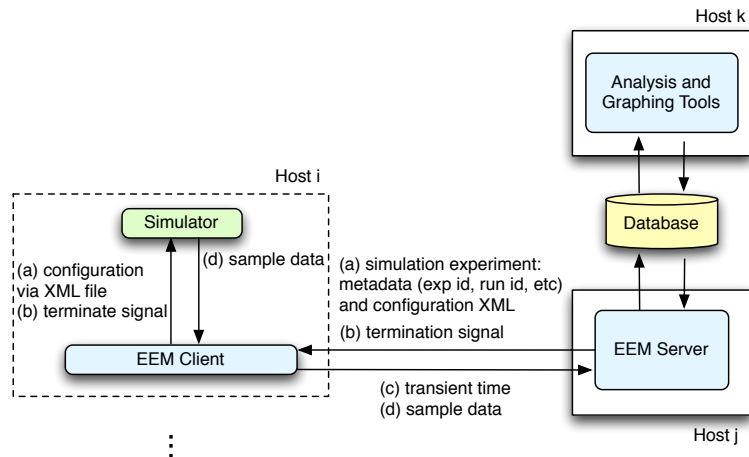 Host k
Analysis and
Graphing Tools
Host i
Simulator
Database
(a) configuration
via XML file
(b) terminate signal
(d) sample data
(a) simulation experiment:
metadata (exp id, run id, etc)
and configuration XML
(b) termination signal
EEM Client
EEM Server
(c) transient time
(d) sample data
Host j